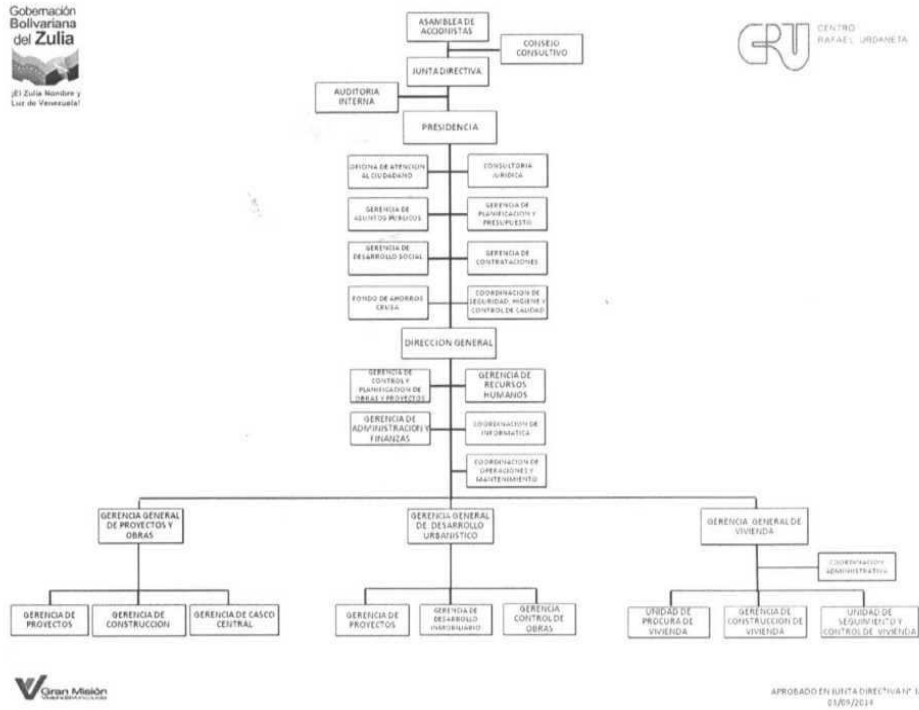 Gobernación
Bolivariana
del Zulia
¡El Zulia Nombre y
Luz de Venezuela!
CRU
CENTRO
RAFAEL URDANETA
ASAMBLEA DE
ACCIONISTAS
CONSEJO
CONSULTIVO
JUNTA DIRECTIVA
AUDITORIA
INTERNA
PRESIDENCIA
OFICINA DE ATENCION
AL CIUDADANO
CONSULTORIA
JURIDICA
GERENCIA DE
ASUNTOS PUBLICOS
GERENCIA DE
PLANIFICACION Y
PRESUPUESTO
GERENCIA DE
DESARROLLO SOCIAL
GERENCIA DE
CONTRATACIONES
FONDO DE AHORROS
CRUSA
COORDINACION DE
SEGURIDAD, HIGIENE Y
CONTROL DE CALIDAD
DIRECCION GENERAL
GERENCIA DE
CONTROL Y
PLANIFICACION DE
OBRAS Y PROYECTOS
GERENCIA DE
RECURSOS
HUMANOS
GERENCIA DE
ADMINISTRACION Y
FINANZAS
COORDINACION DE
INFORMATICA
COORDINACION DE
OPERACIONES Y
MANTENIMIENTO
GERENCIA GENERAL
DE PROYECTOS Y
OBRAS
GERENCIA GENERAL
DE DESARROLLO
URBANISTICO
GERENCIA GENERAL DE
VIVIENDA
COORDINACION
ADMINISTRATIVA
GERENCIA DE
PROYECTOS
GERENCIA DE
CONSTRUCCION
GERENCIA DE CASCO
CENTRAL
GERENCIA DE
PROYECTOS
GERENCIA DE
DESARROLLO
INMOBILIARIO
GERENCIA
CONTROL DE
OBRAS
UNIDAD DE
PROCURA DE
VIVIENDA
GERENCIA DE
CONSTRUCCION DE
VIVIENDA
UNIDAD DE
SEGUIMIENTO Y
CONTROL DE VIVIENDA
Gran Misión
APROBADO EN JUNTA DIRECTIVA N°
03/09/2014